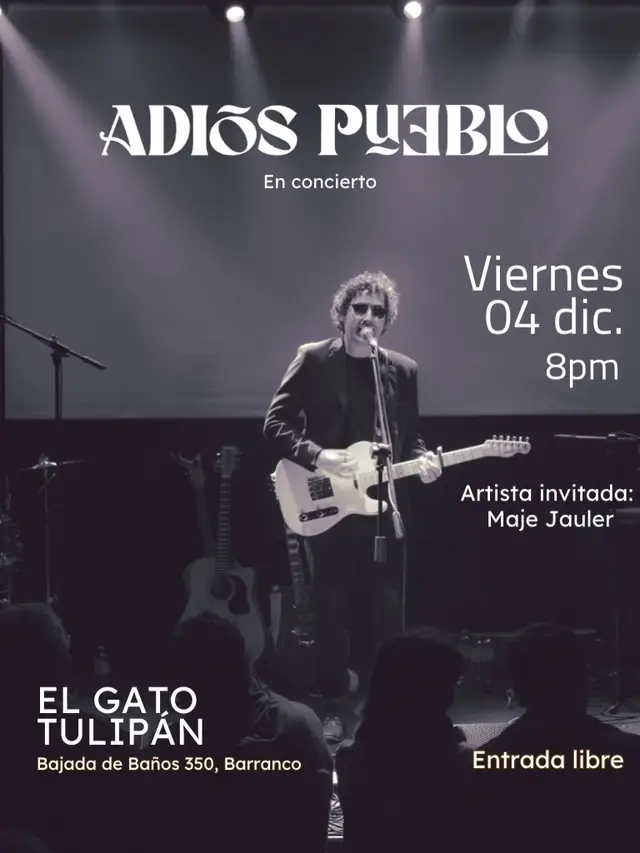 ADIÓS PUEBLO
En concierto
Viernes
04 dic.
8pm
Artista invitada:
Maje Jauler
EL GATO
TULIPÁN
Bajada de Baños 350, Barranco
Entrada libre